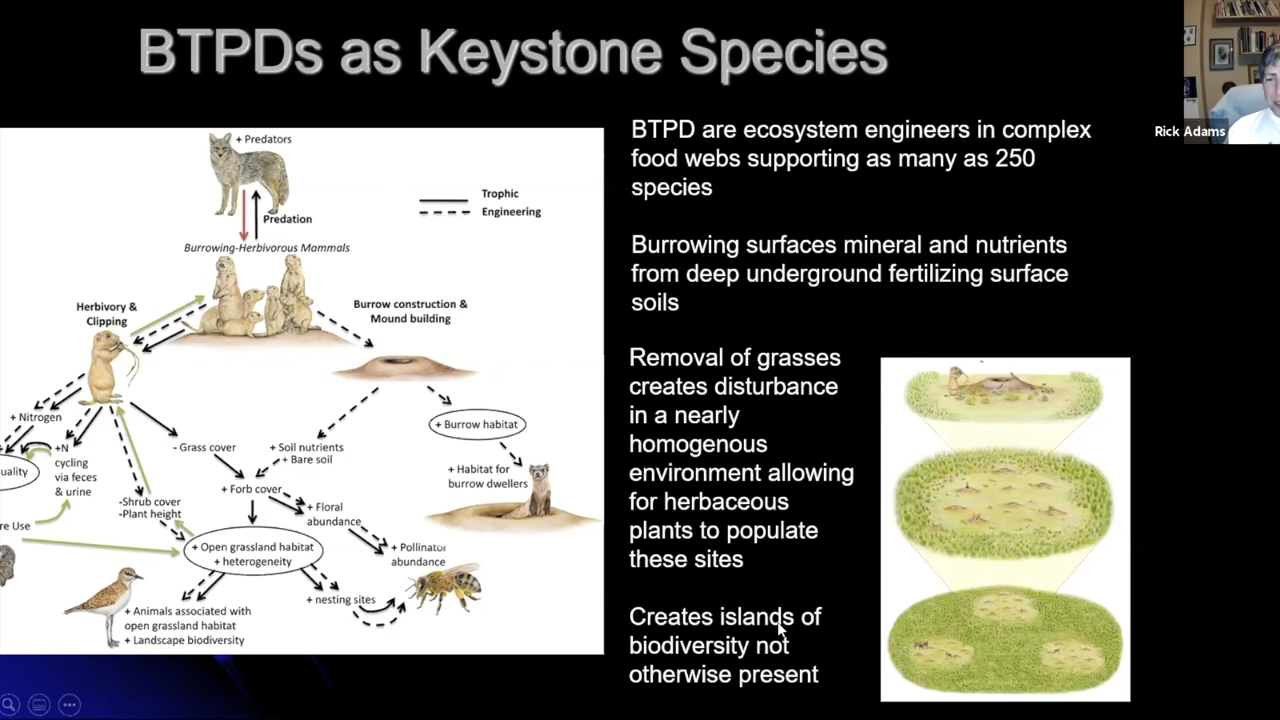 BTPDs as Keystone Species
Rick Adams
+ Predators
Trophic
Engineering
Predation
Burrowing-Herbivorous Mammals
Herbivory &
Clipping
Burrow construction &
Mound building
+ Nitrogen
uality
+N
cycling
via feces
& urine
- Grass cover
+ Soil nutrients
+ Bare soil
+ Burrow habitat
+ Habitat for
burrow dwellers
+ Forb cover
-Shrub cover
-Plant height
+ Floral
abundance
re Use
+ Open grassland habitat
+ heterogeneity
+ Pollinator
abundance
+ nesting sites
+ Animals associated with
open grassland habitat
+ Landscape biodiversity
BTPD are ecosystem engineers in complex
food webs supporting as many as 250
species
Burrowing surfaces mineral and nutrients
from deep underground fertilizing surface
soils
Removal of grasses
creates disturbance
in a nearly
homogenous
environment allowing
for herbaceous
plants to populate
these sites
Creates islands of
biodiversity not
otherwise present